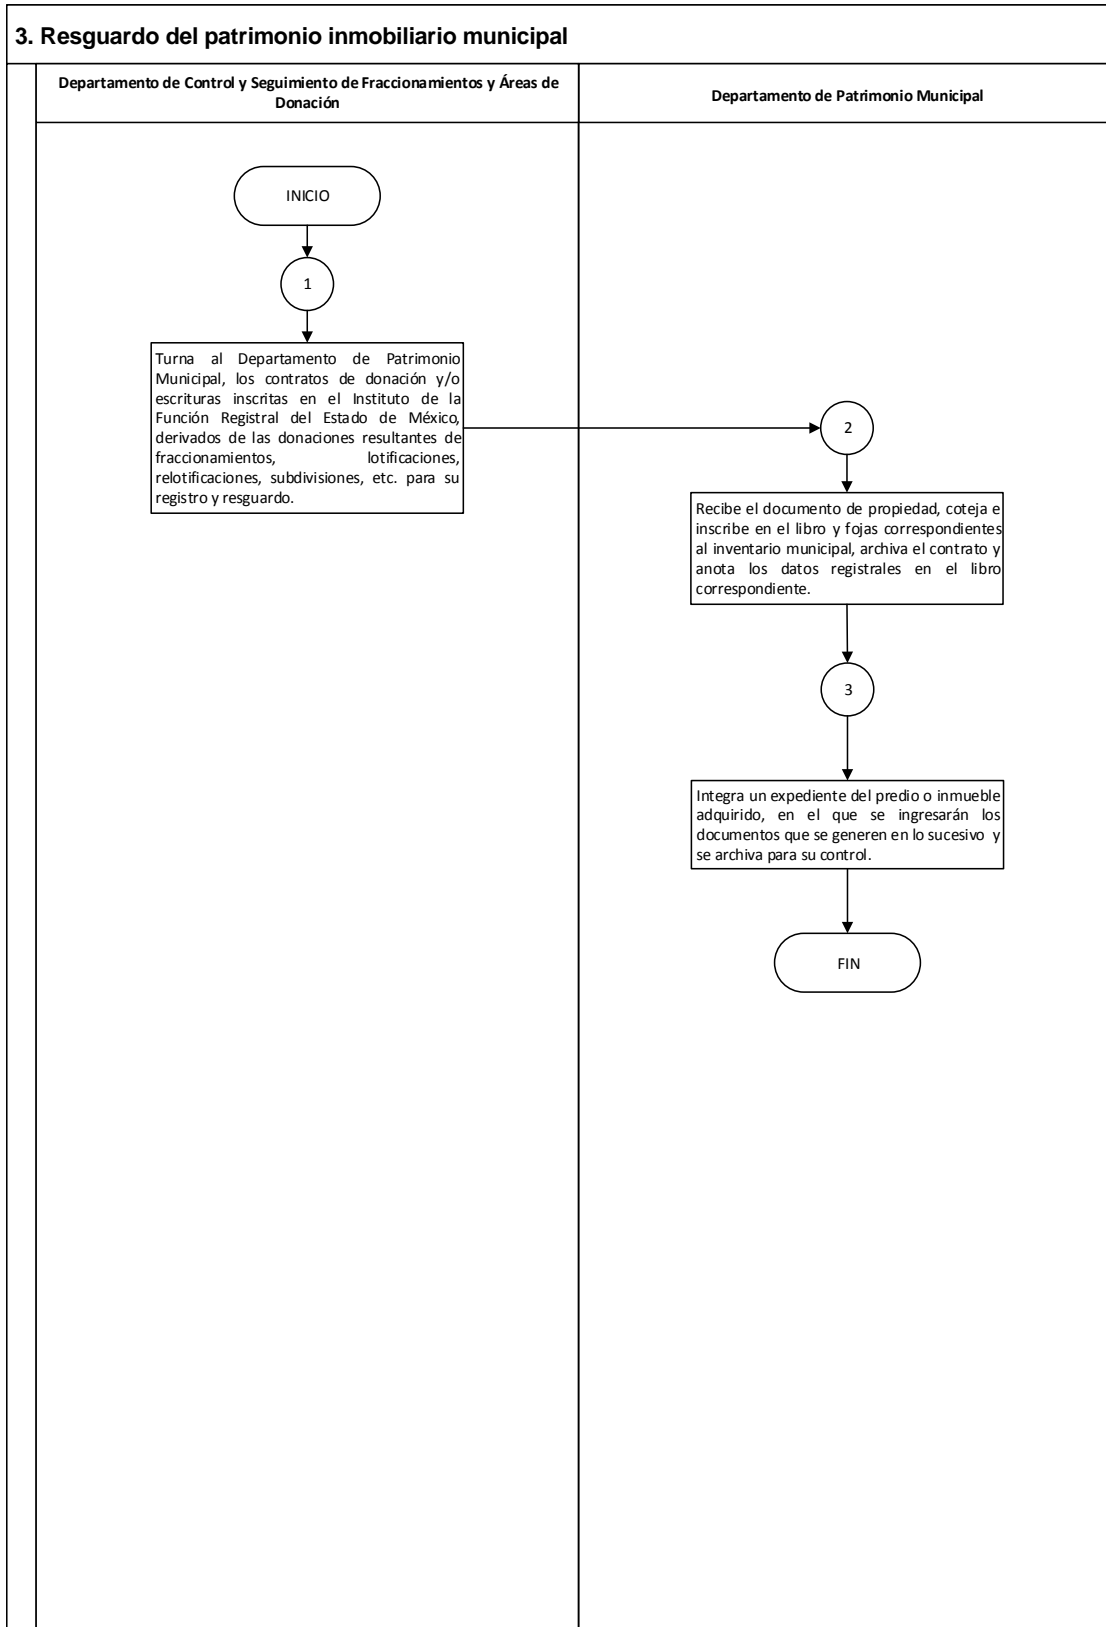 3. Resguardo del patrimonio inmobiliario municipal
Departamento de Control y Seguimiento de Fraccionamientos y Áreas de
Donación
Departamento de Patrimonio Municipal
INICIO
1
Turna al Departamento de Patrimonio
Municipal, los contratos de donación y/o
escrituras inscritas en el Instituto de la
Función Registral del Estado de México,
derivados de las donaciones resultantes de
fraccionamientos, lotificaciones,
relotificaciones, subdivisiones, etc. para su
registro y resguardo.
2
Recibe el documento de propiedad, coteja e
inscribe en el libro y fojas correspondientes
al inventario municipal, archiva el contrato y
anota los datos registrales en el libro
correspondiente.
3
Integra un expediente del predio o inmueble
adquirido, en el que se ingresarán los
documentos que se generen en lo sucesivo y
se archiva para su control.
FIN